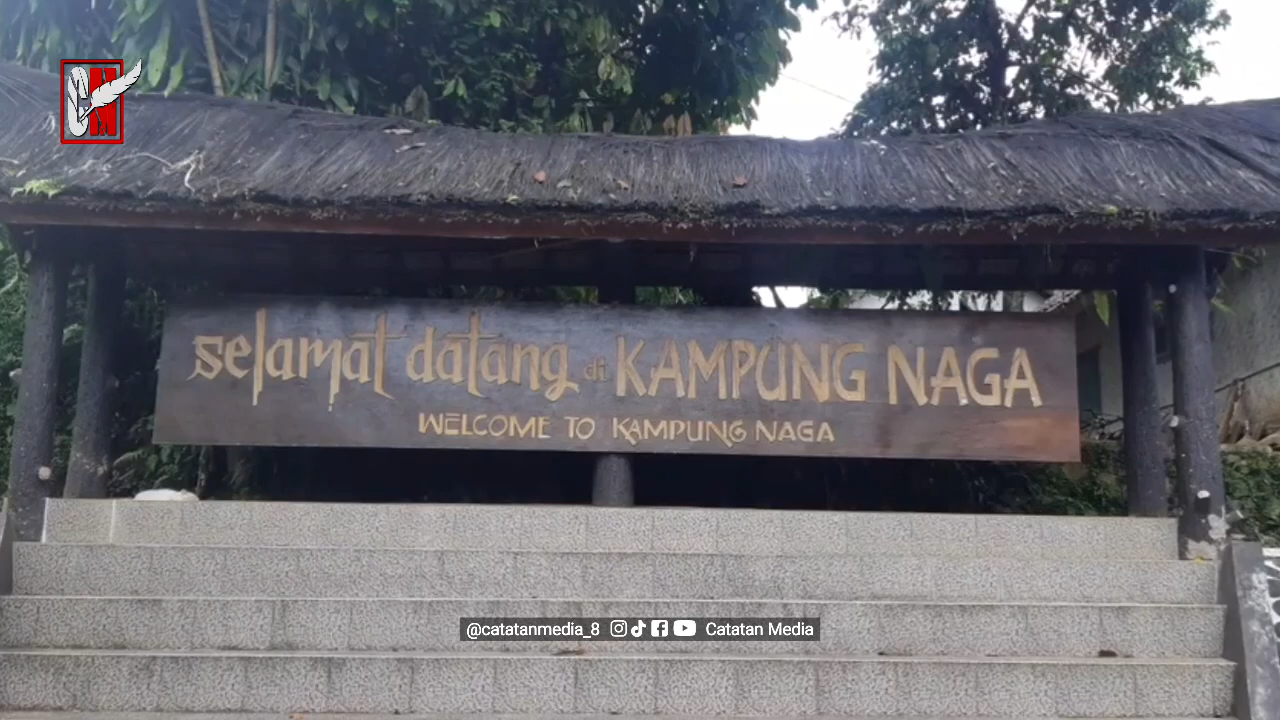 selamat datang di KAMPUNG NAGA
WELCOME TO KAMPUNG NAGA
@catatanmedia_8 Catatan Media